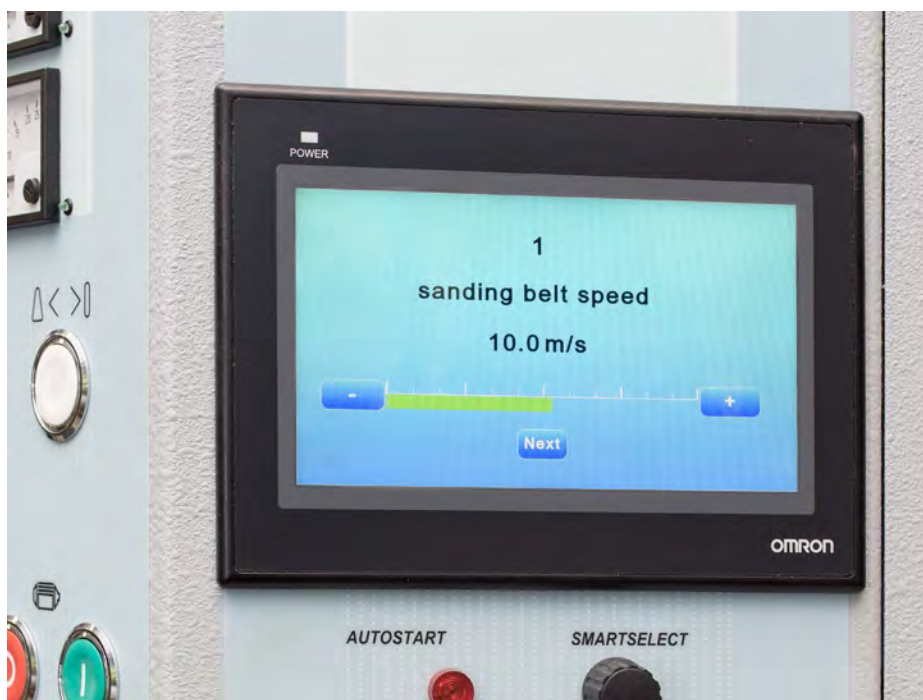 POWER
1
sanding belt speed
10.0 m/s
-
+
Next
OMRON
AUTOSTART
SMARTSELECT